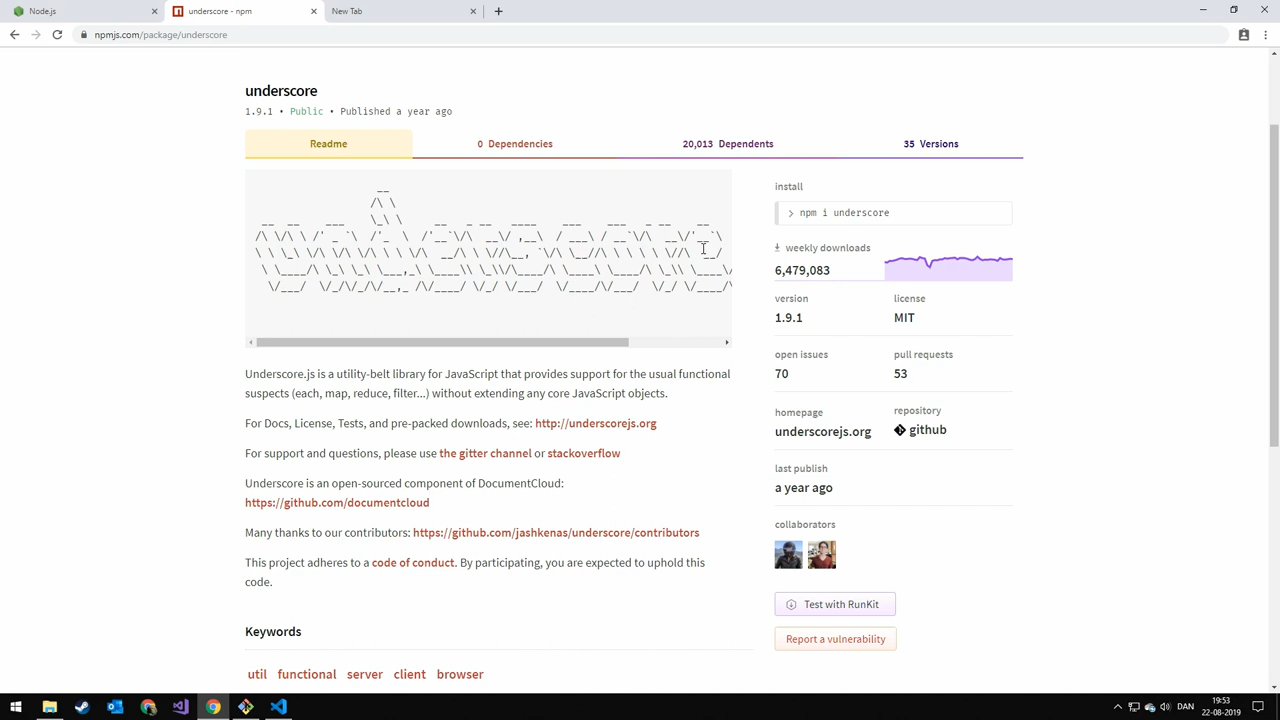 Node.js
underscore - npm
New Tab
npmjs.com/package/underscore
underscore
1.9.1 • Public • Published a year ago
Readme
0 Dependencies
20,013 Dependents
35 Versions
Underscore.js is a utility-belt library for JavaScript that provides support for the usual functional
suspects (each, map, reduce, filter...) without extending any core JavaScript objects.
For Docs, License, Tests, and pre-packed downloads, see: http://underscorejs.org
For support and questions, please use the gitter channel or stackoverflow
Underscore is an open-sourced component of DocumentCloud:
https://github.com/documentcloud
Many thanks to our contributors: https://github.com/jashkenas/underscore/contributors
This project adheres to a code of conduct. By participating, you are expected to uphold this
code.
Keywords
util functional server client browser
install
> npm i underscore
weekly downloads
6,479,083
version
license
1.9.1
MIT
open issues
pull requests
70
53
homepage
repository
underscorejs.org
github
last publish
a year ago
collaborators
Test with RunKit
Report a vulnerability
DAN
19:53
22-08-2019